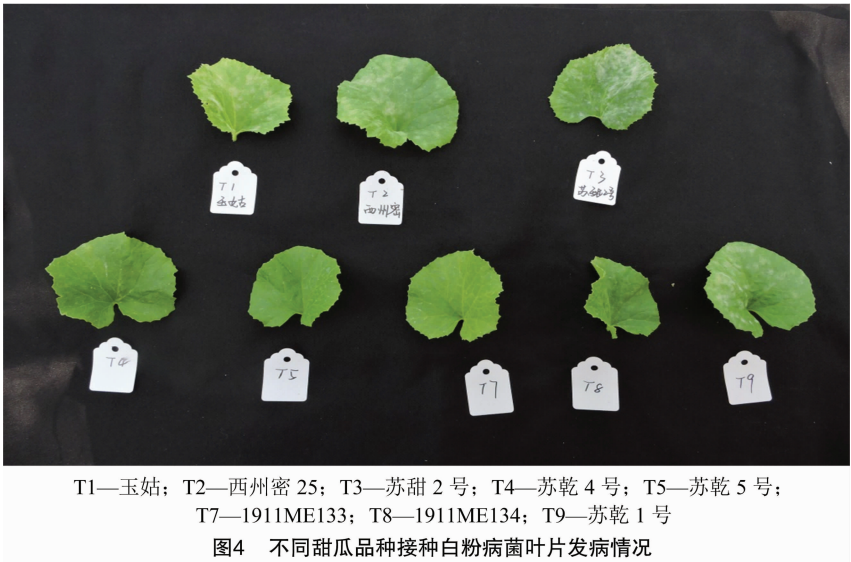 T1
玉姑
T2
西州密
T3
苏甜2号
T4
T5
T7
T8
T9
T1—玉姑；T2—西州密 25；T3—苏甜 2 号；T4—苏乾 4 号；T5—苏乾 5 号；
T7—1911ME133；T8—1911ME134；T9—苏乾 1 号
图4 不同甜瓜品种接种白粉病菌叶片发病情况